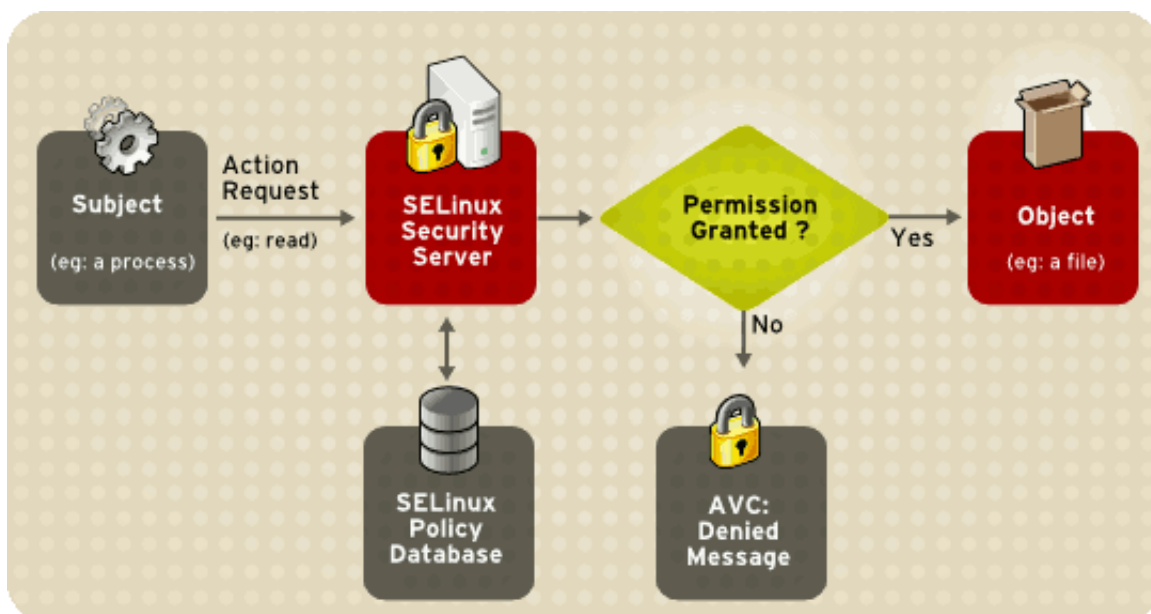 Subject
(eg: a process)
Action
Request
(eg: read)
SELinux
Security
Server
Permission
Granted ?
Yes
Object
(eg: a file)
No
SELinux
Policy
Database
AVC:
Denied
Message